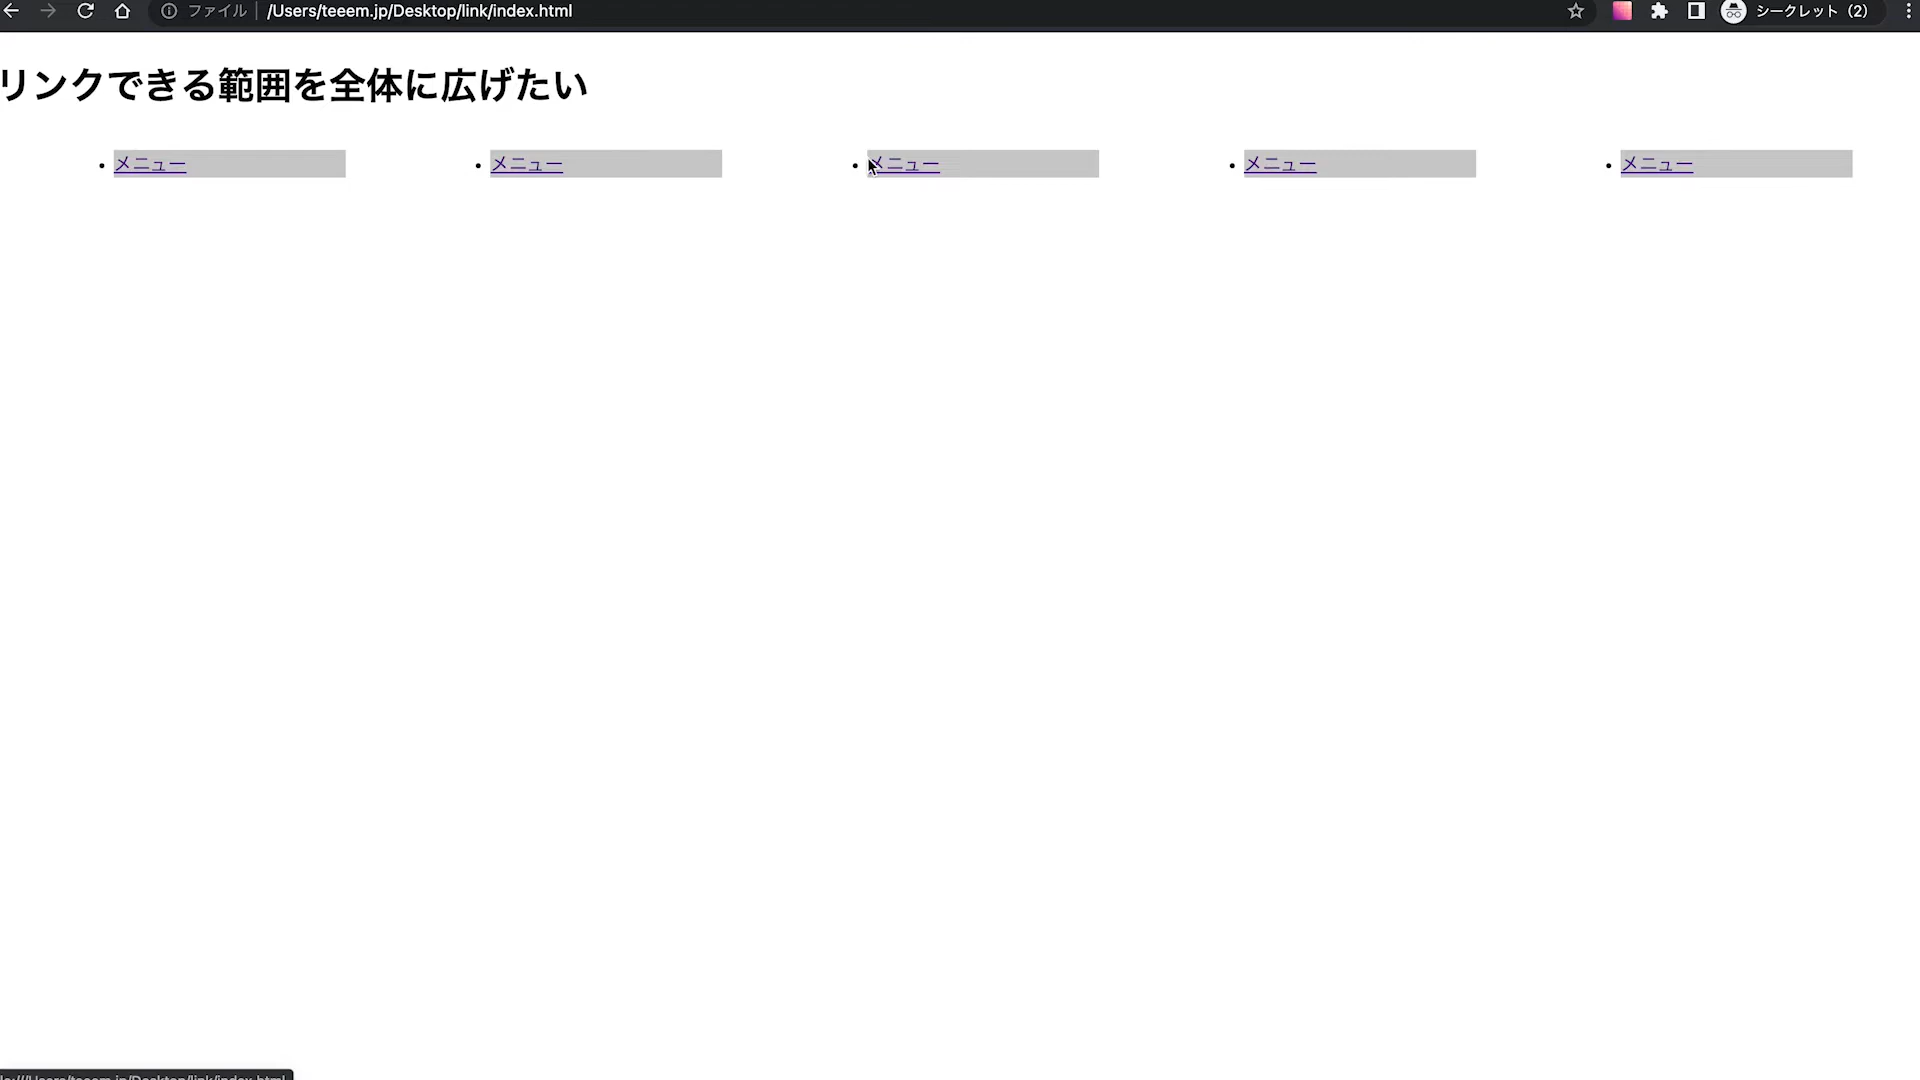 ファイル /Users/teeem.jp/Desktop/link/index.html シークレット（2）
リンクできる範囲を全体に広げたい
メニュー メニュー メニュー メニュー メニュー